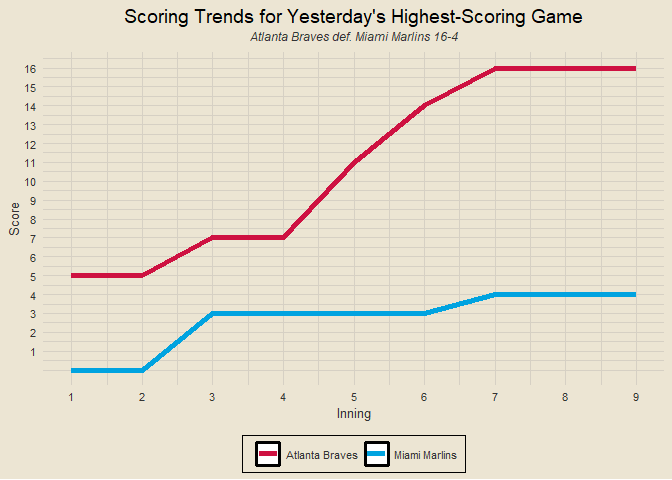 Scoring Trends for Yesterday's Highest-Scoring Game
Atlanta Braves def. Miami Marlins 16-4
16
15
14
13
12
11
10
9
8
7
6
5
4
3
2
1
Score
1 2 3 4 5 6 7 8 9
Inning
Atlanta Braves Miami Marlins